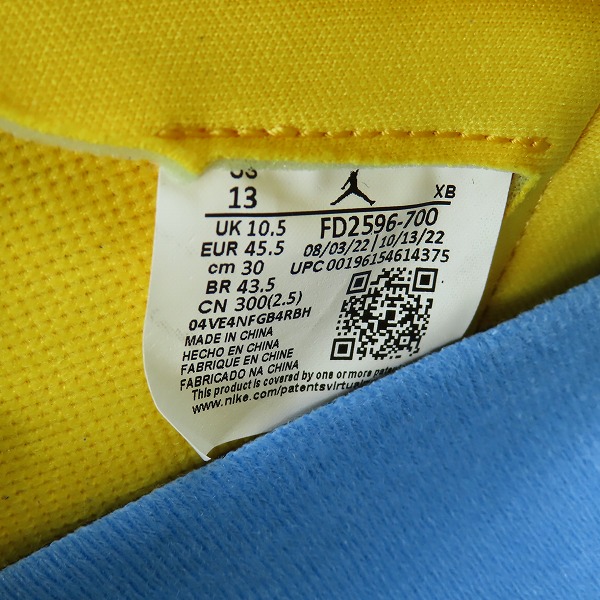 US
13
XB
UK 10.5
FD2596-700
EUR 45.5
08/03/22 10/13/22
cm 30
UPC 00196154614375
BR 43.5
CN 300(2.5)
04VE4NFGB4RBH
MADE IN CHINA
HECHO EN CHINA
FABRIQUE EN CHINE
FABRICADO NA CHINA
This product is covered by one or more
www.nike.com/patentsvirtual